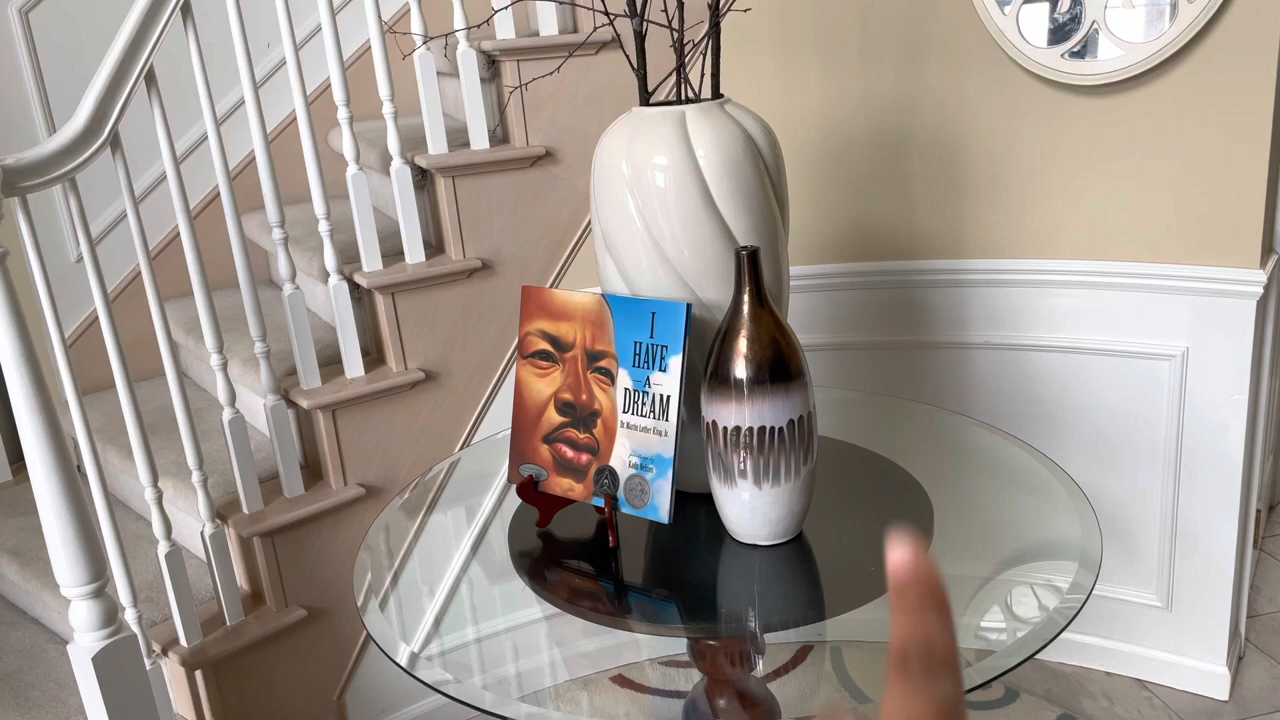 I
HAVE
A
DREAM
Dr. Martin Luther King, Jr.
Kadir Nelson